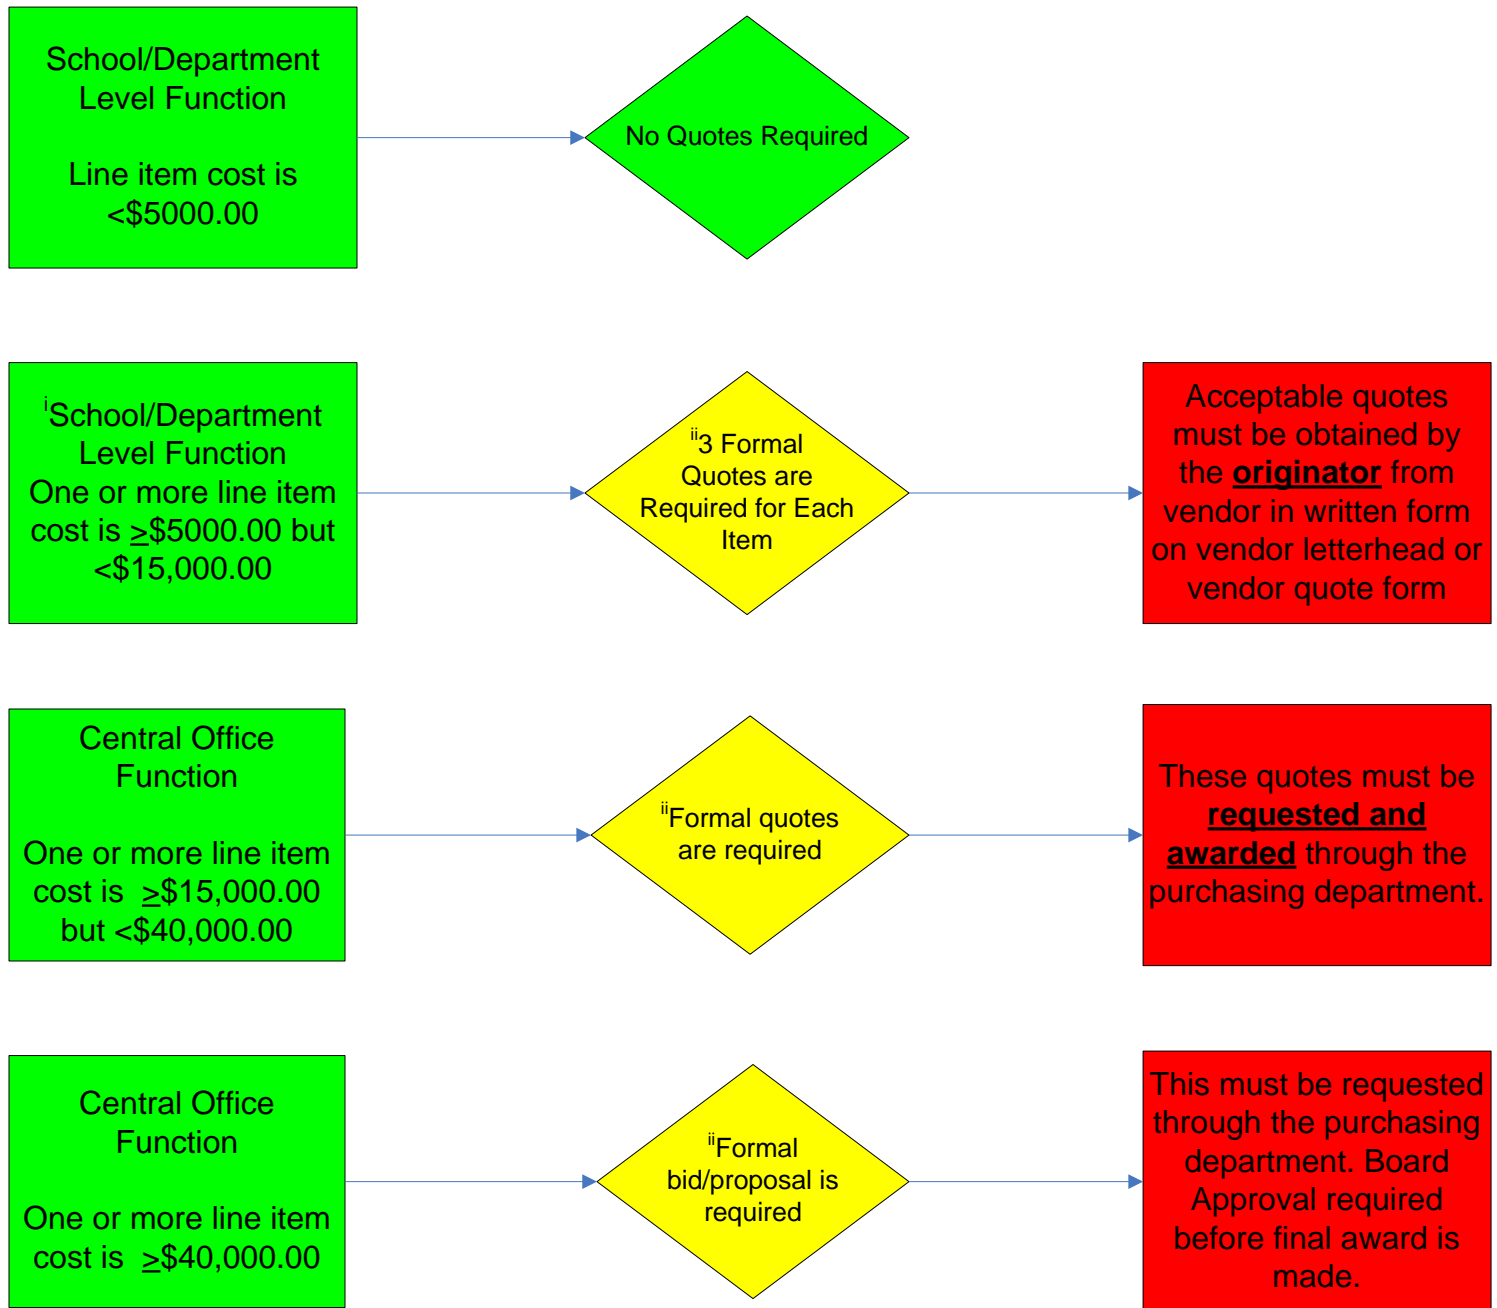 School/Department
Level Function
Line item cost is
<$5000.00
No Quotes Required
ⁱSchool/Department
Level Function
One or more line item
cost is ≥$5000.00 but
<$15,000.00
ⁱⁱ3 Formal
Quotes are
Required for Each
Item
Acceptable quotes
must be obtained by
the originator from
vendor in written form
on vendor letterhead or
vendor quote form
Central Office
Function
One or more line item
cost is ≥$15,000.00
but <$40,000.00
ⁱⁱFormal quotes
are required
These quotes must be
requested and
awarded through the
purchasing department.
Central Office
Function
One or more line item
cost is ≥$40,000.00
ⁱⁱFormal
bid/proposal is
required
This must be requested
through the purchasing
department. Board
Approval required
before final award is
made.